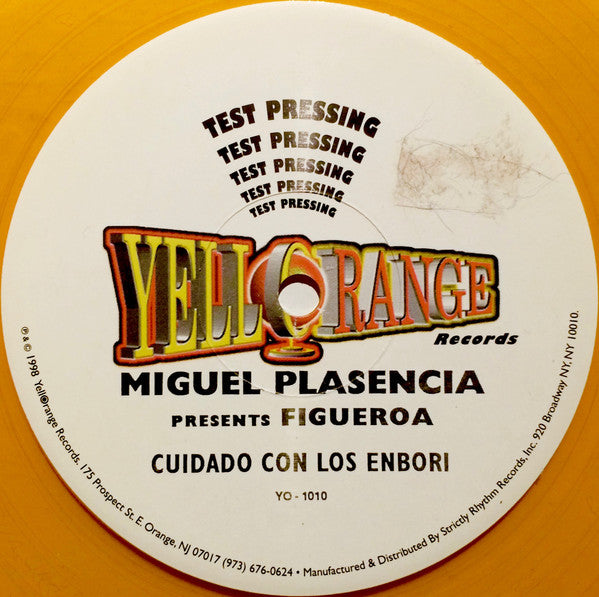 TEST PRESSING
TEST PRESSING
TEST PRESSING
TEST PRESSING
TEST PRESSING
YELLORANGE
Records
MIGUEL PLASENCIA
PRESENTS FIGUEROA
CUIDADO CON LOS ENBORI
YO - 1010
℗ & © 1998 YellOrange Records, 175 Prospect St. E. Orange, NJ 07017 (973) 676-0624 • Manufactured & Distributed By Strictly Rhythm Records, Inc. 920 Broadway NY, NY 10010.